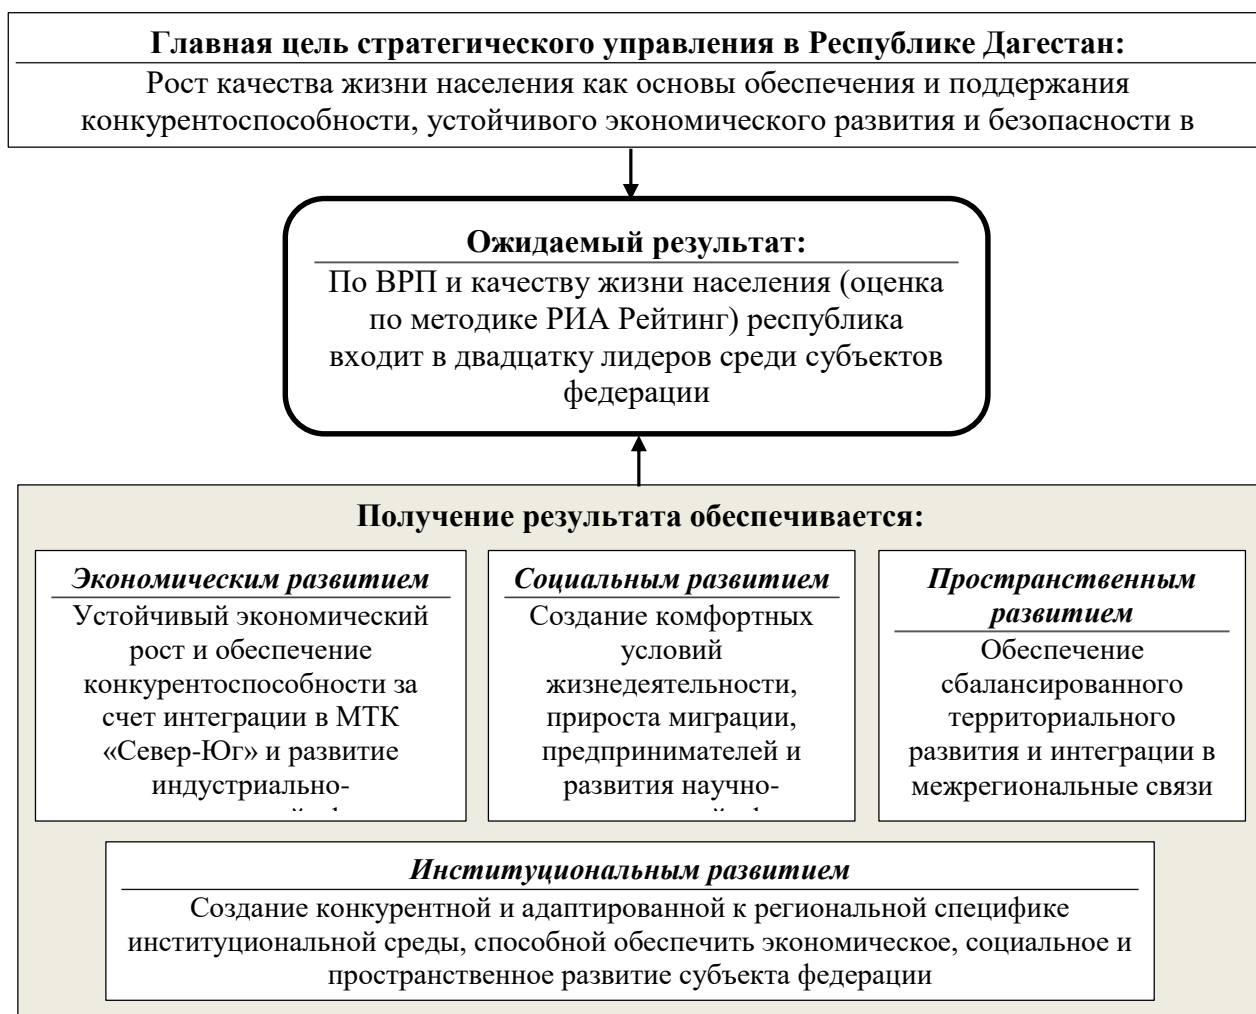 Главная цель стратегического управления в Республике Дагестан:
Рост качества жизни населения как основы обеспечения и поддержания
конкурентоспособности, устойчивого экономического развития и безопасности в
Ожидаемый результат:
По ВРП и качеству жизни населения (оценка
по методике РИА Рейтинг) республика
входит в двадцатку лидеров среди субъектов
федерации
Получение результата обеспечивается:
Экономическим развитием
Устойчивый экономический
рост и обеспечение
конкурентоспособности за
счет интеграции в МТК
«Север-Юг» и развитие
индустриально-
Социальным развитием
Создание комфортных
условий
жизнедеятельности,
прироста миграции,
предпринимателей и
развития научно-
Пространственным
развитием
Обеспечение
сбалансированного
территориального
развития и интеграции в
межрегиональные связи
Институциональным развитием
Создание конкурентной и адаптированной к региональной специфике
институциональной среды, способной обеспечить экономическое, социальное и
пространственное развитие субъекта федерации